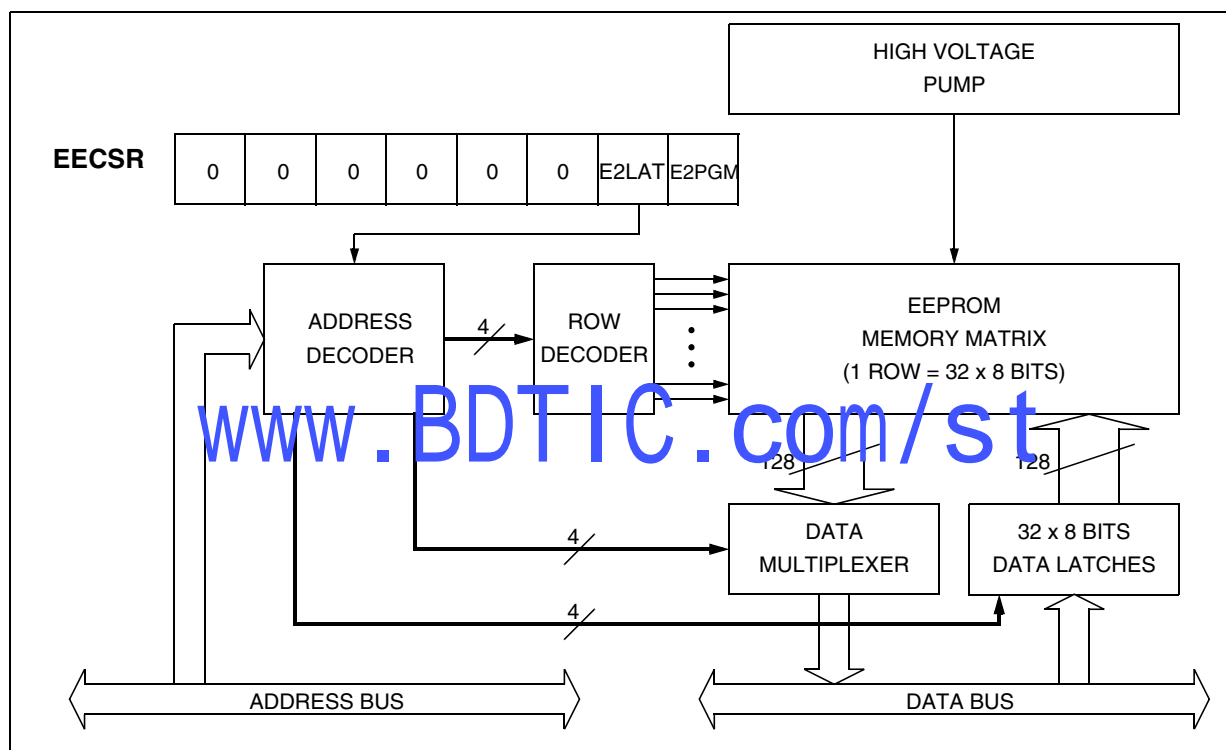 HIGH VOLTAGE
PUMP
EECSR
0 0 0 0 0 0 E2LAT E2PGM
ADDRESS
DECODER
4
ROW
DECODER
EEPROM
MEMORY MATRIX
(1 ROW = 32 x 8 BITS)
www.BDTIC.com/st
128
128
4
DATA
MULTIPLEXER
32 x 8 BITS
DATA LATCHES
4
ADDRESS BUS
DATA BUS